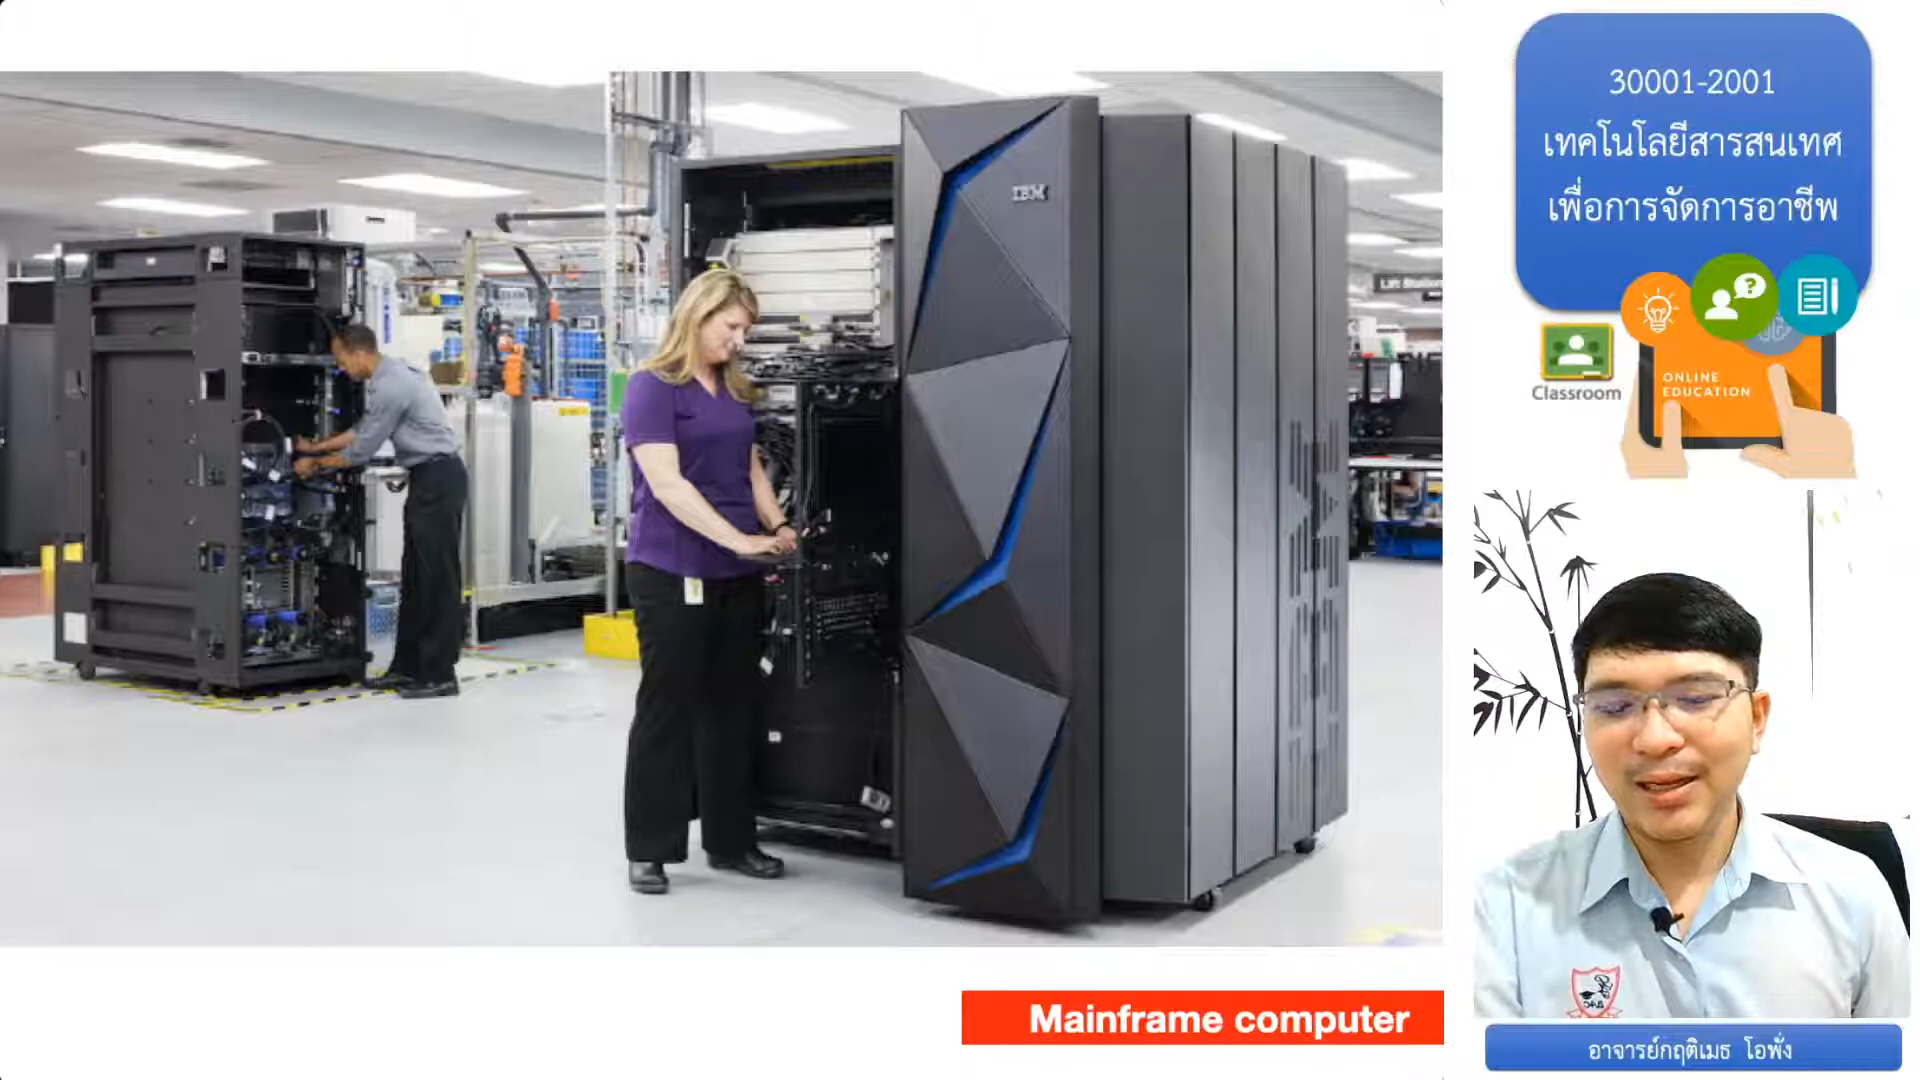 30001-2001
เทคโนโลยีสารสนเทศ
เพื่อการจัดการอาชีพ
IBM
?
Classroom
ONLINE
EDUCATION
Mainframe computer
อาจารย์กฤติเมธ โอพั่ง